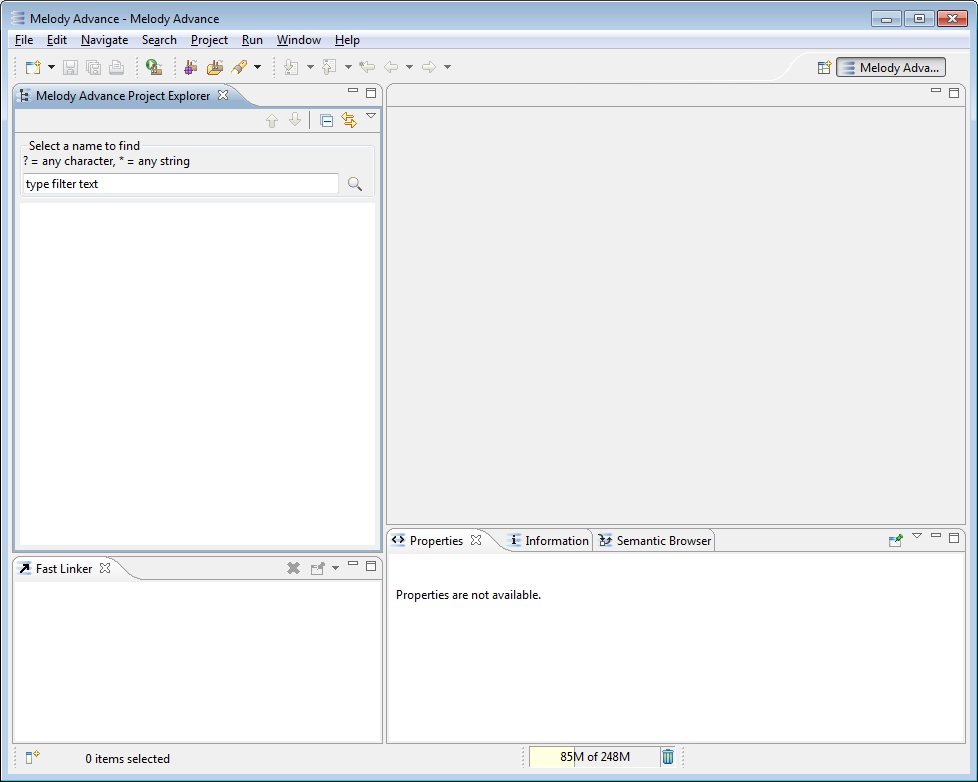 Melody Advance - Melody Advance
File Edit Navigate Search Project Run Window Help
Melody Adva...
Melody Advance Project Explorer
Select a name to find
? = any character, * = any string
type filter text
Properties Information Semantic Browser
Properties are not available.
Fast Linker
0 items selected
85M of 248M